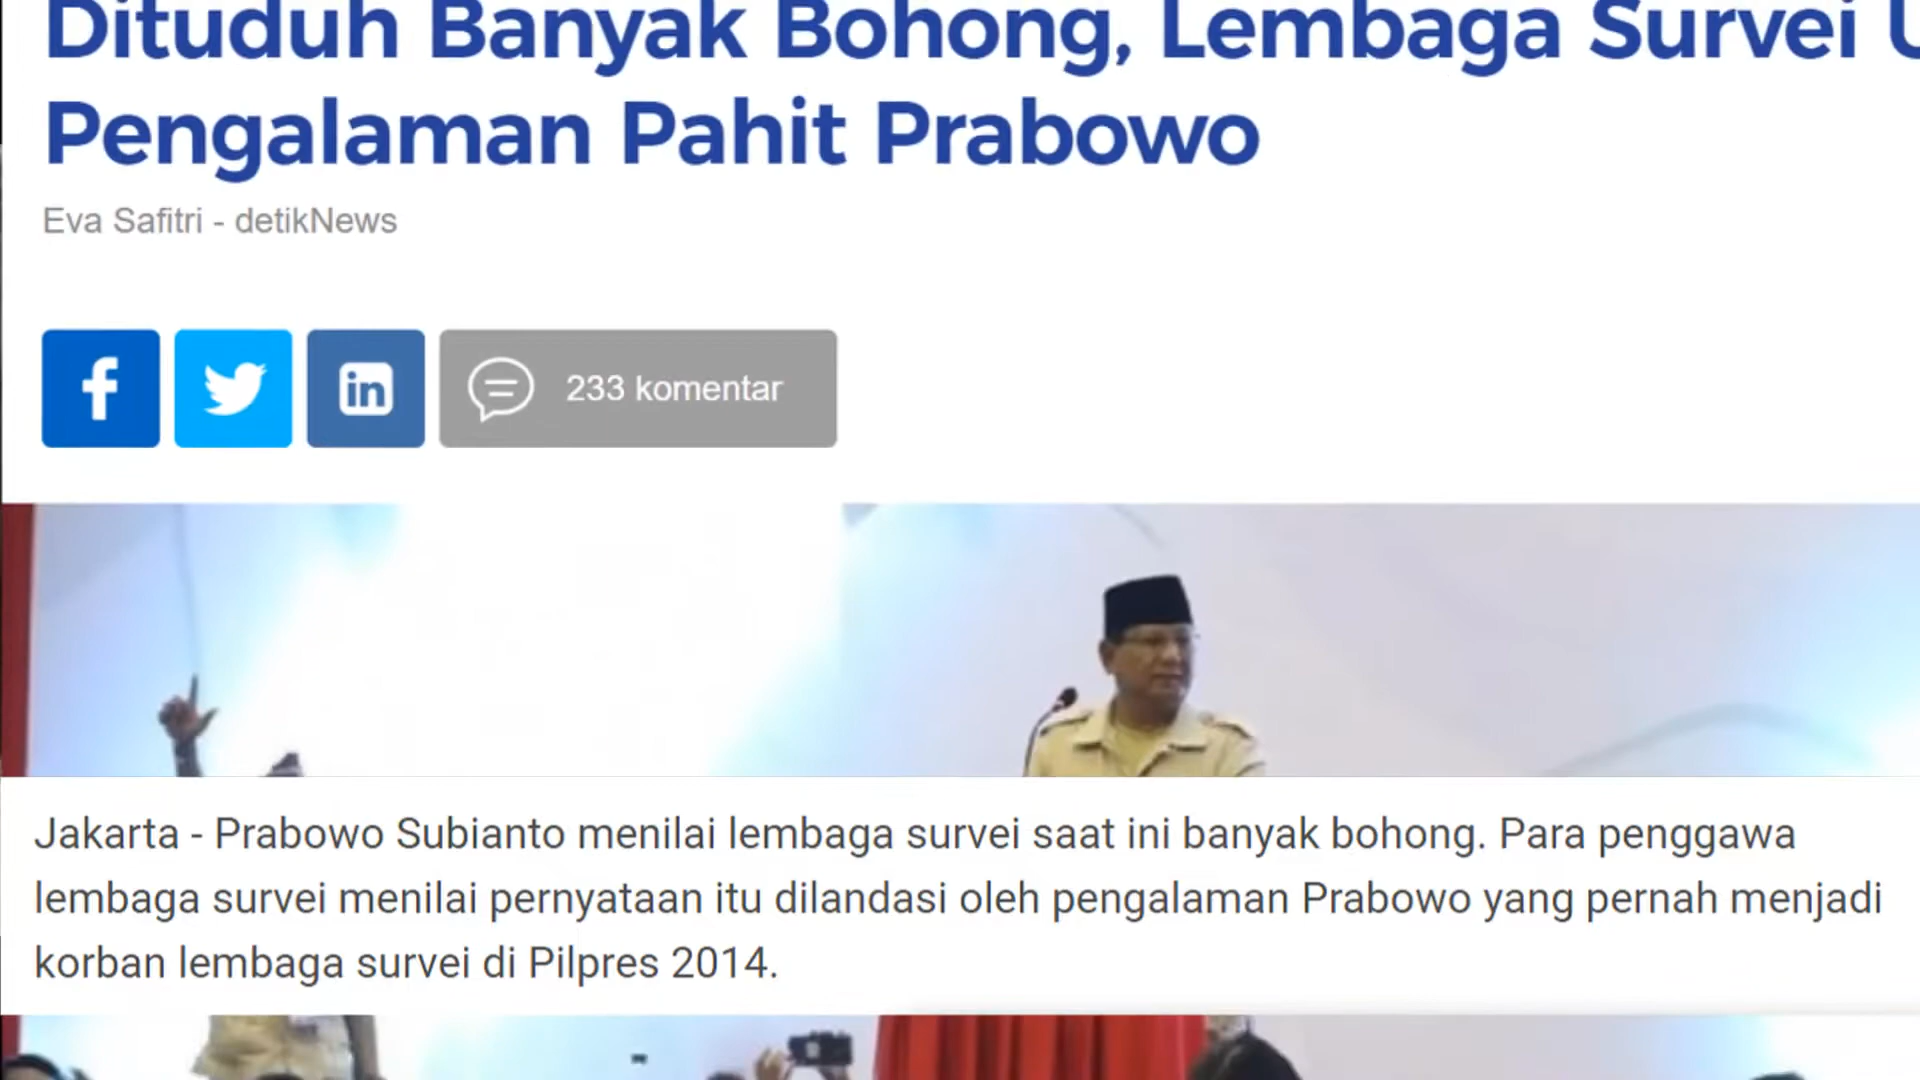 Dituduh Banyak Bohong, Lembaga Survei
Pengalaman Pahit Prabowo
Eva Safitri - detikNews
233 komentar
Jakarta - Prabowo Subianto menilai lembaga survei saat ini banyak bohong. Para penggawa
lembaga survei menilai pernyataan itu dilandasi oleh pengalaman Prabowo yang pernah menjadi
korban lembaga survei di Pilpres 2014.